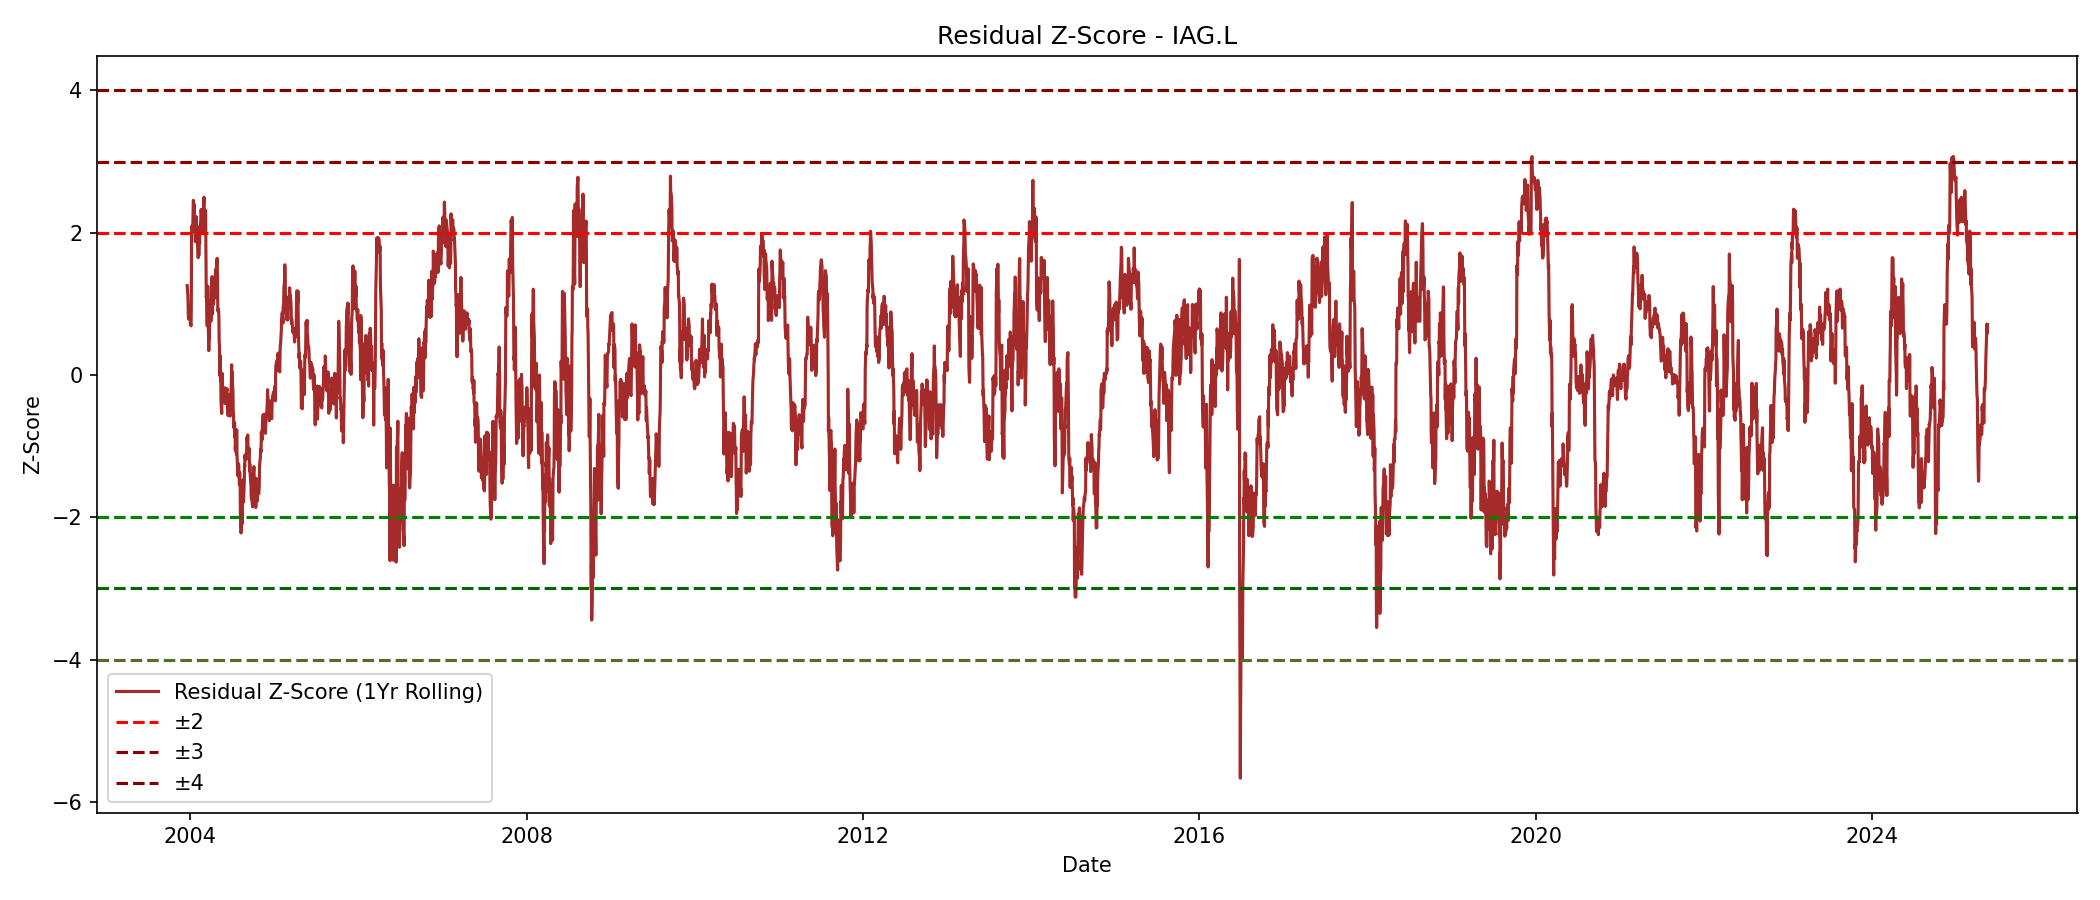 Residual Z-Score - IAG.L
4
2
0
−2
−4
−6
Z-Score
Residual Z-Score (1Yr Rolling)
±2
±3
±4
2004 2008 2012 2016 2020 2024
Date